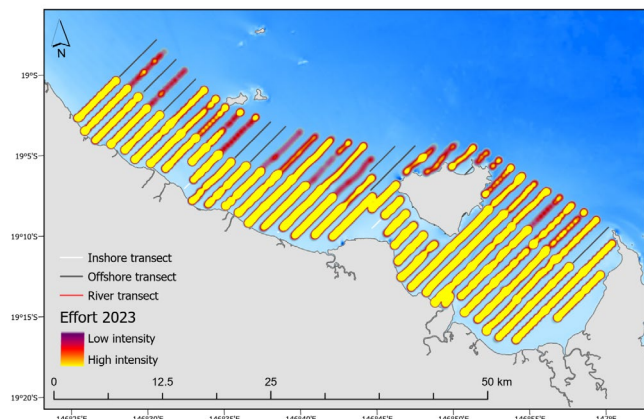 N
19°S
19°5'S
19°10'S
Inshore transect
Offshore transect
River transect
19°15'S
Effort 2023
Low intensity
High intensity
0 12.5 25 50 km
19°20'S